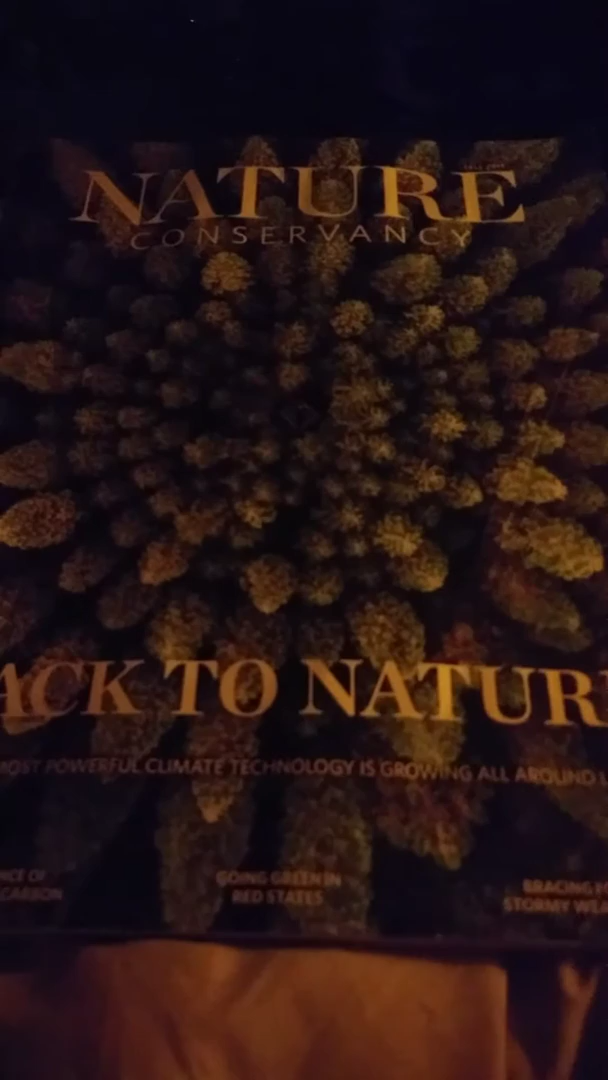 NATURE
CONSERVANCY
ACK TO NATUR
MOST POWERFUL CLIMATE TECHNOLOGY IS GROWING ALL AROUND
GOING GREEN IN
RED STATES
CARBON
BRACING
STORMY WEA